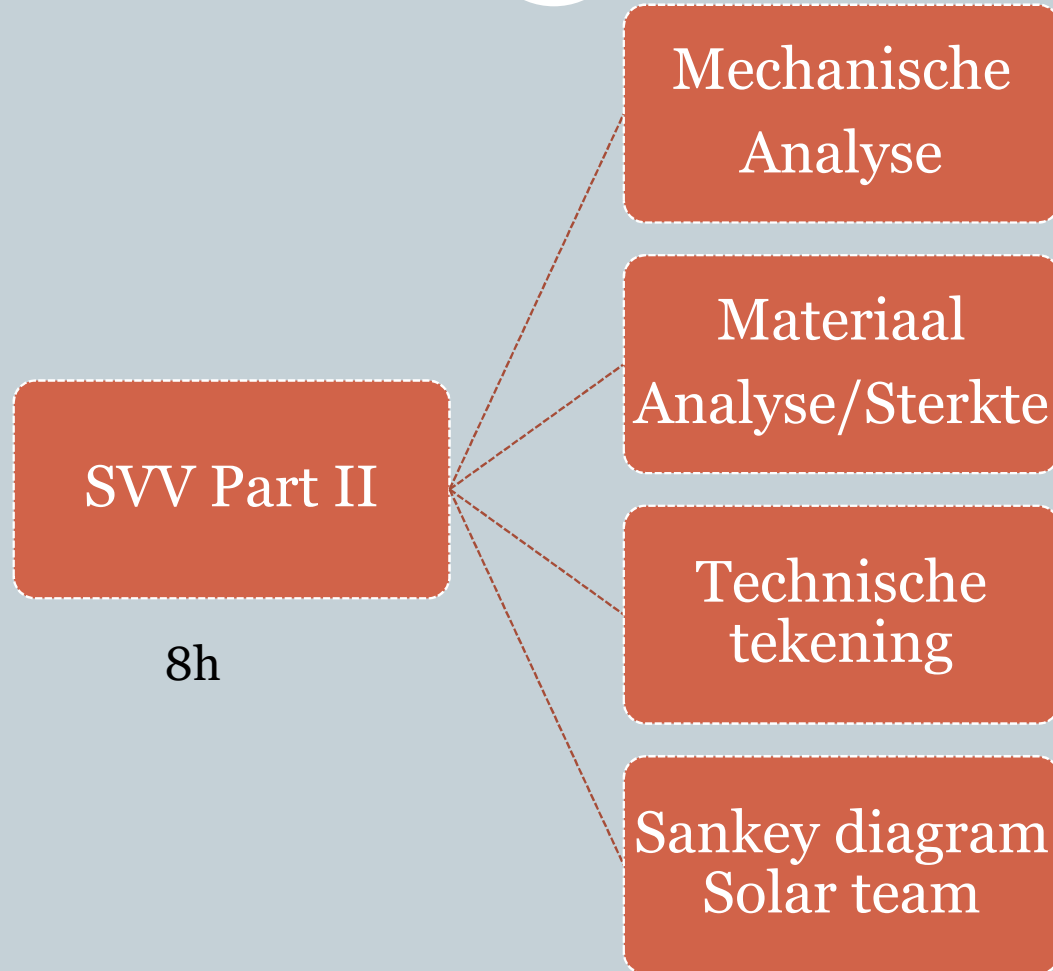 SVV Part II
8h
Mechanische
Analyse
Materiaal
Analyse/Sterkte
Technische
tekening
Sankey diagram
Solar team